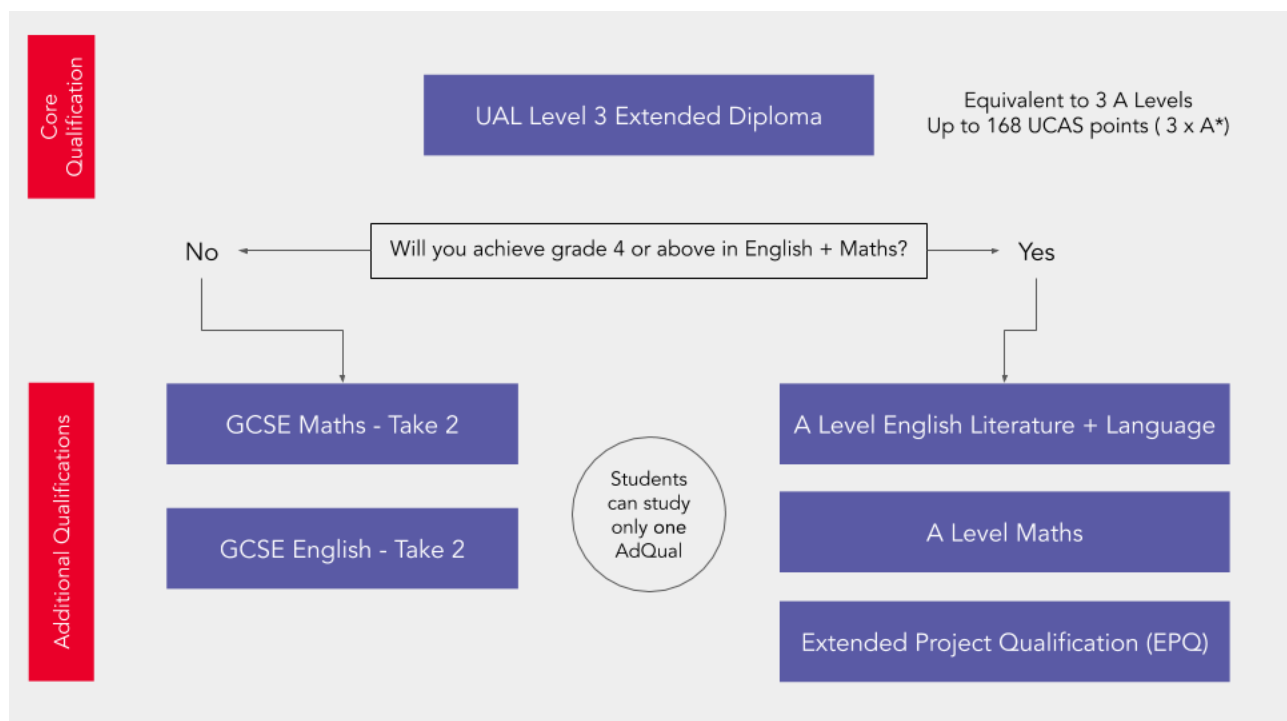 Core
Qualification
UAL Level 3 Extended Diploma
Equivalent to 3 A Levels
Up to 168 UCAS points ( 3 x A*)
No
Will you achieve grade 4 or above in English + Maths?
Yes
Additional Qualifications
GCSE Maths - Take 2
GCSE English - Take 2
Students
can study
only one
AdQual
A Level English Literature + Language
A Level Maths
Extended Project Qualification (EPQ)